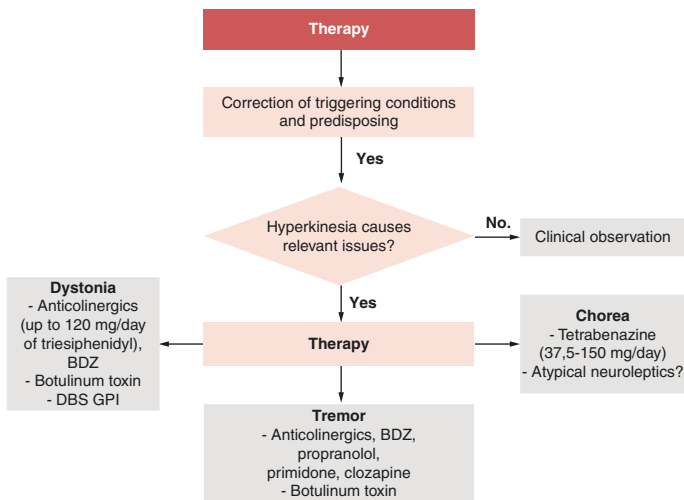 Therapy
Correction of triggering conditions
and predisposing
Yes
Hyperkinesia causes
relevant issues?
No.
Clinical observation
Yes
Dystonia
- Anticolinergics
(up to 120 mg/day
of triesiphenidyl),
BDZ
- Botulinum toxin
- DBS GPI
Therapy
Chorea
- Tetrabenazine
(37,5-150 mg/day)
- Atypical neuroleptics?
Tremor
- Anticolinergics, BDZ,
propranolol,
primidone, clozapine
- Botulinum toxin